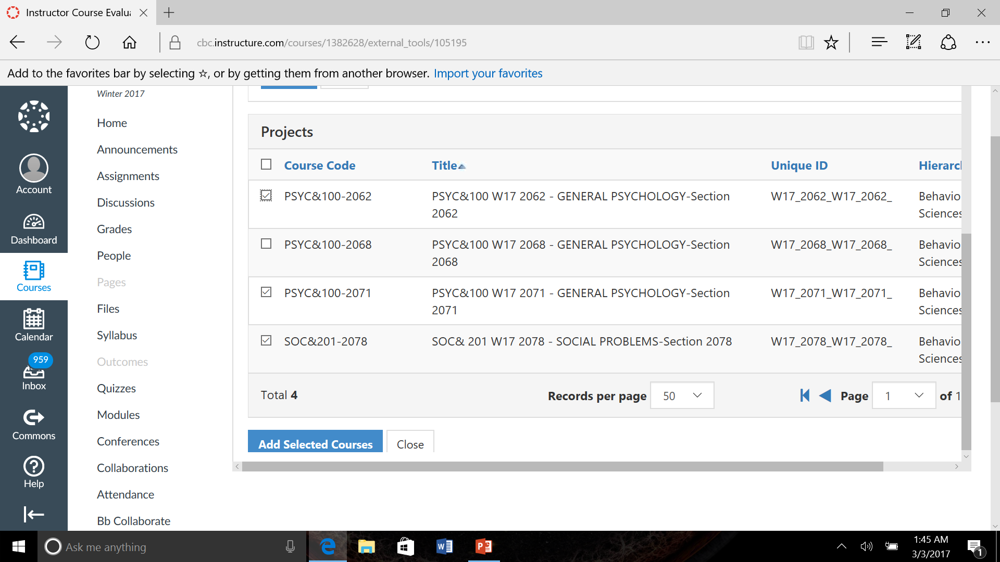 Instructor Course Evalu
cbc.instructure.com/courses/1382628/external_tools/105195
Add to the favorites bar by selecting ☆, or by getting them from another browser. Import your favorites
Account
Dashboard
Courses
Calendar
959
Inbox
Commons
Help
Winter 2017
Home
Announcements
Assignments
Discussions
Grades
People
Pages
Files
Syllabus
Outcomes
Quizzes
Modules
Conferences
Collaborations
Attendance
Bb Collaborate
Projects
Course Code Title Unique ID Hierarc
PSYC&100-2062 PSYC&100 W17 2062 - GENERAL PSYCHOLOGY-Section W17_2062_W17_2062_ Behavio
2062 Sciences
PSYC&100-2068 PSYC&100 W17 2068 - GENERAL PSYCHOLOGY-Section W17_2068_W17_2068_ Behavio
2068 Sciences
PSYC&100-2071 PSYC&100 W17 2071 - GENERAL PSYCHOLOGY-Section W17_2071_W17_2071_ Behavio
2071 Sciences
SOC&201-2078 SOC& 201 W17 2078 - SOCIAL PROBLEMS-Section 2078 W17_2078_W17_2078_ Behavio
Sciences
Total 4 Records per page 50 Page 1 of 1
Add Selected Courses Close
Ask me anything
1:45 AM
3/3/2017
1